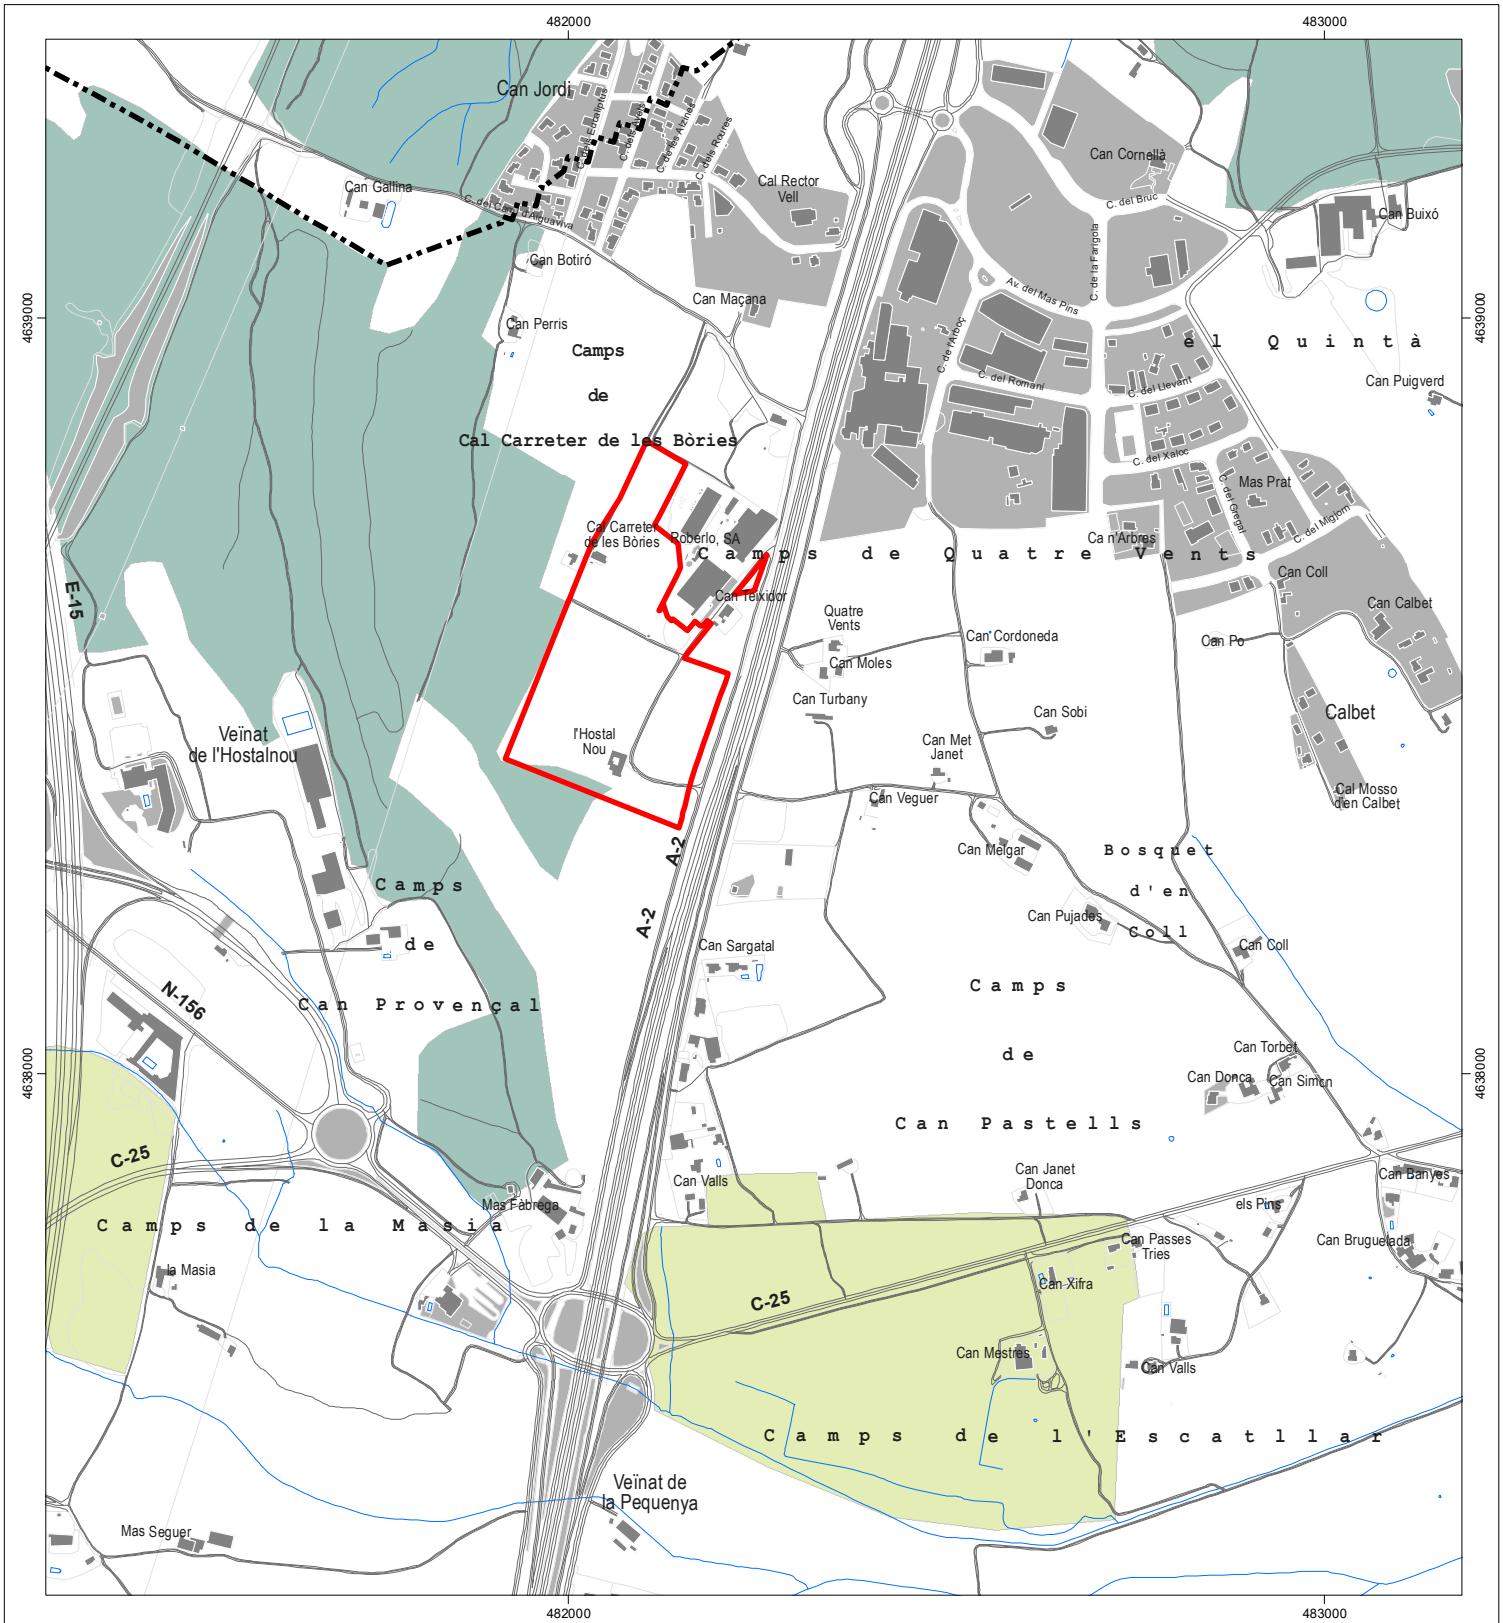 482000
483000
Can Jordi
C. dels Eucaliptus
C. de les Alzines
C. dels Roures
Can Gallina
C. del Camí d'Aiguaviva
Cal Rector
Vell
Can Cornellà
C. del Bruc
Can Buixó
Can Botiró
C. de la Farigola
Av. del Mas Pins
Can Maçana
4639000
4639000
Can Perris
Camps
de
Cal Carreter de les Bòries
C. de l'Arboç
el Quintà
C. del Romaní
C. del Llevant
Can Puigverd
C. del Xaloc
Mas Prat
C. del Gregal
C. del Migjorn
Cal Carreter
de les Bòries
Roberlo, SA
Camps de Quatre Vents
Ca n'Arbres
Can Coll
Can Teixidor
Can Calbet
E-15
Quatre
Vents
Can Cordoneda
Can Po
Can Moles
Can Turbany
Can Sobi
Calbet
Veïnat
de l'Hostalnou
l'Hostal
Nou
Can Met
Janet
Can Veguer
Cal Mosso
d'en Calbet
A-2
Can Melgar
Bosquet
d'en
Coll
Camps
de
Can Provençal
A-2
Can Pujades
Can Sargatal
Can Coll
N-156
Camps
de
Can Pastells
Can Torbet
Can Donca
Can Simon
4638000
4638000
C-25
Can Valls
Can Janet
Donca
Can Banyes
Mas Fàbrega
els Pins
Camps de la Masia
Can Passes
Tries
Can Bruguelada
la Masia
Can Xifra
C-25
Can Mestres
Can Valls
Camps de l'Escatllar
Veïnat de
la Pequenya
Mas Seguer
482000
483000